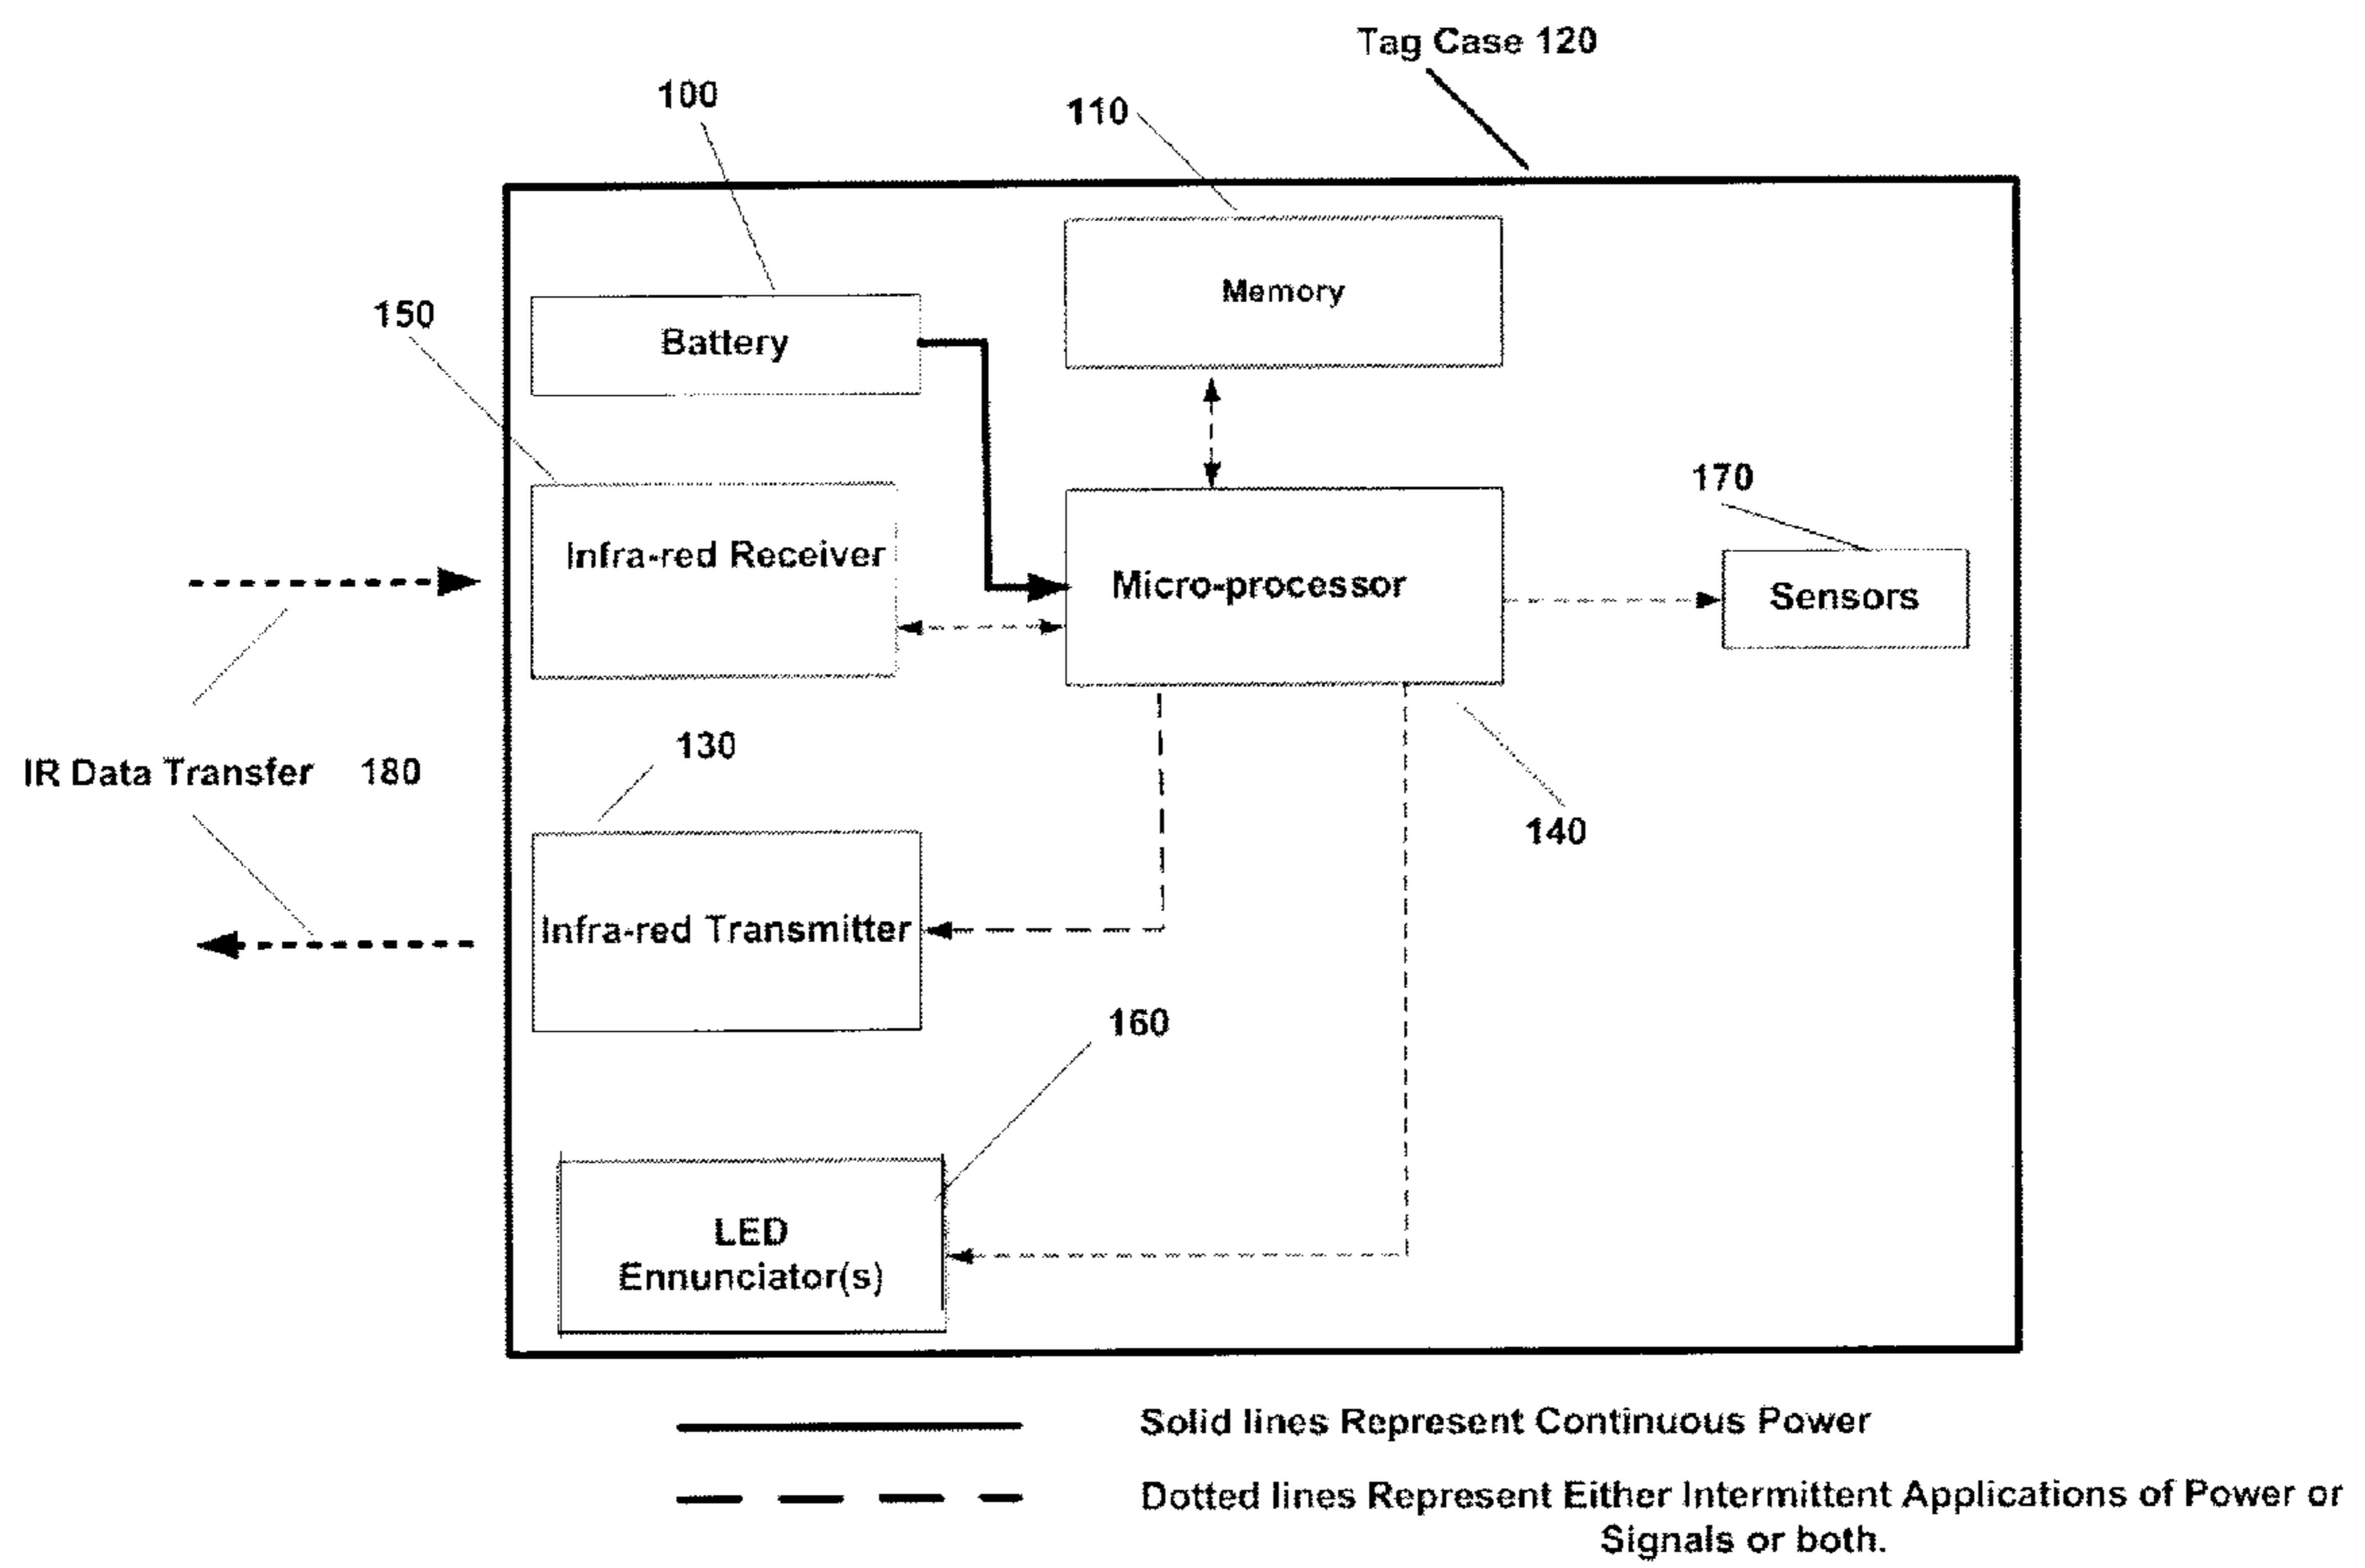 Tag Case 120
100
110
Memory
150
Battery
170
Infra-red Receiver
Micro-processor
Sensors
130
IR Data Transfer 180
140
Infra-red Transmitter
160
LED
Ennunciator(s)
Solid lines Represent Continuous Power
Dotted lines Represent Either Intermittent Applications of Power or
Signals or both.